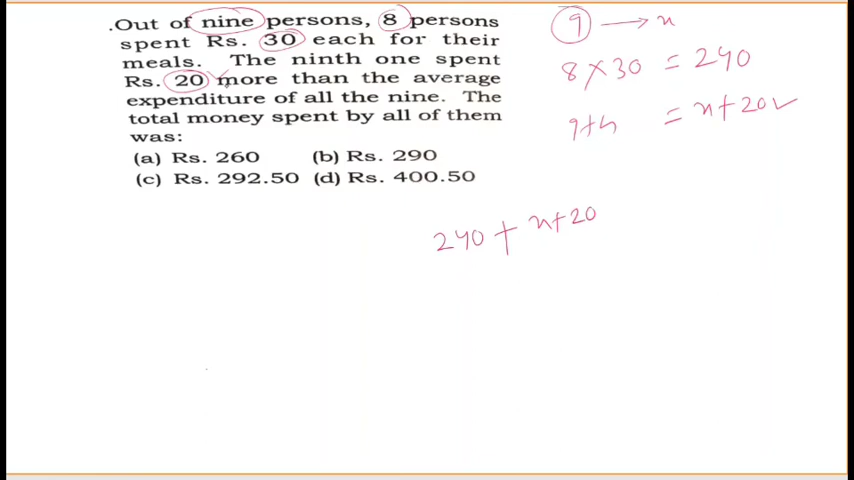 .Out of nine persons, 8 persons
spent Rs. 30 each for their
meals. The ninth one spent
Rs. 20 more than the average
expenditure of all the nine. The
total money spent by all of them
was:
(a) Rs. 260 (b) Rs. 290
(c) Rs. 292.50 (d) Rs. 400.50
9 → x
8 × 30 = 240
9th = x + 20 ✓
240 + x + 20